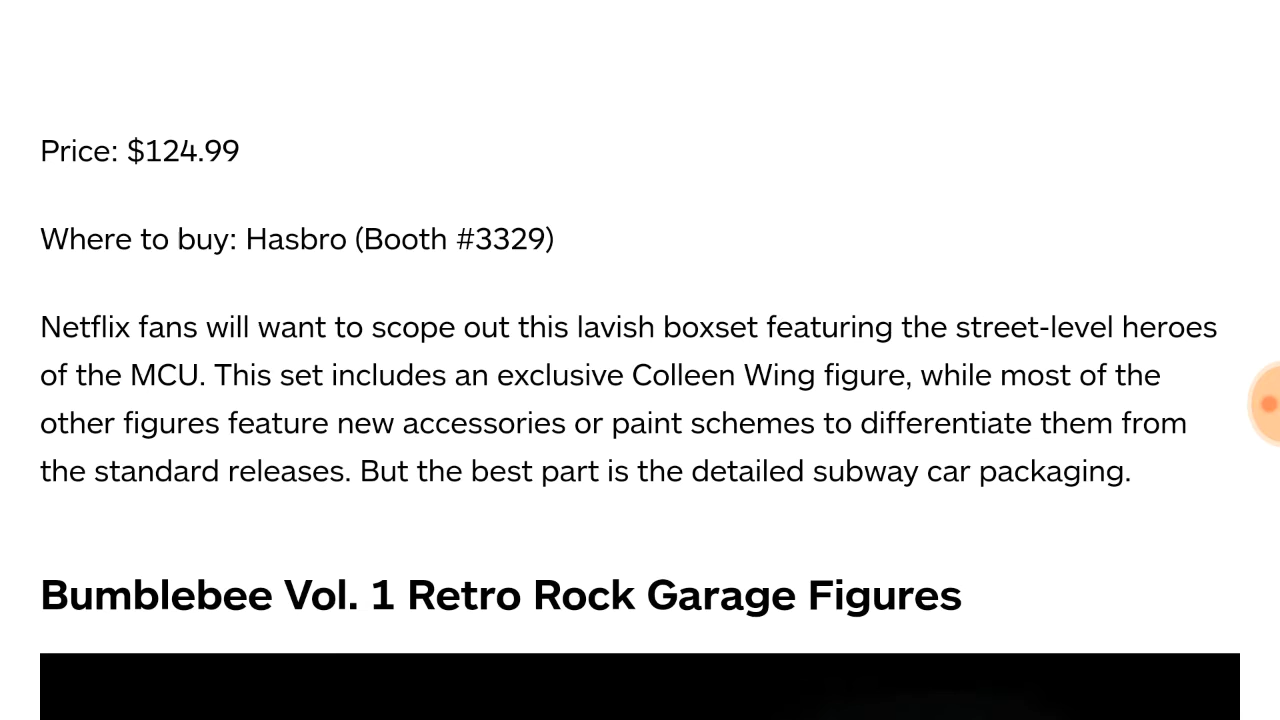 Price: $124.99
Where to buy: Hasbro (Booth #3329)
Netflix fans will want to scope out this lavish boxset featuring the street-level heroes
of the MCU. This set includes an exclusive Colleen Wing figure, while most of the
other figures feature new accessories or paint schemes to differentiate them from
the standard releases. But the best part is the detailed subway car packaging.
Bumblebee Vol. 1 Retro Rock Garage Figures